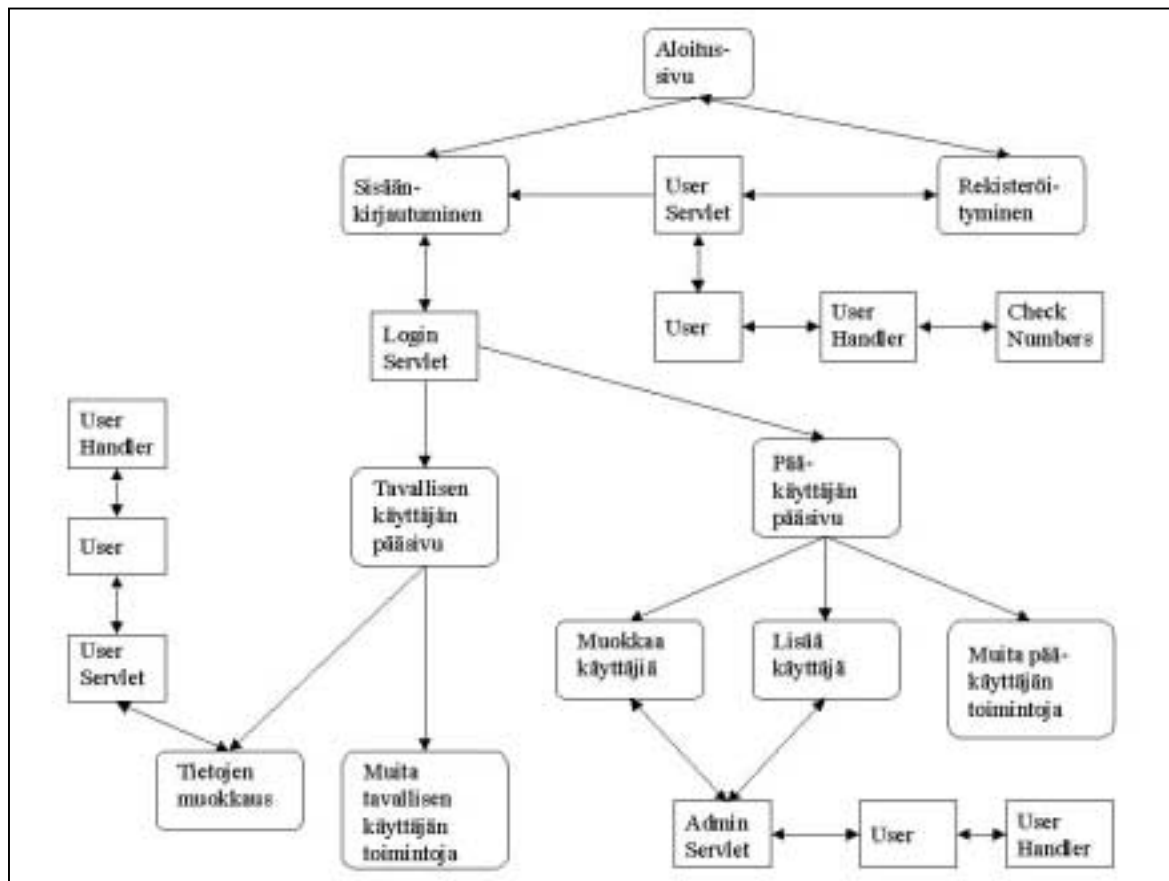 Aloitus-
sivu
Sisään-
kirjautuminen
User
Servlet
Rekisteröi-
tyminen
User
User
Handler
Check
Numbers
Login
Servlet
User
Handler
User
User
Servlet
Tavallisen
käyttäjän
pääsivu
Pää-
käyttäjän
pääsivu
Muokkaa
käyttäjiä
Lisää
käyttäjä
Muita pää-
käyttäjän
toimintoja
Tietojen
muokkaus
Muita
tavallisen
käyttäjän
toimintoja
Admin
Servlet
User
User
Handler